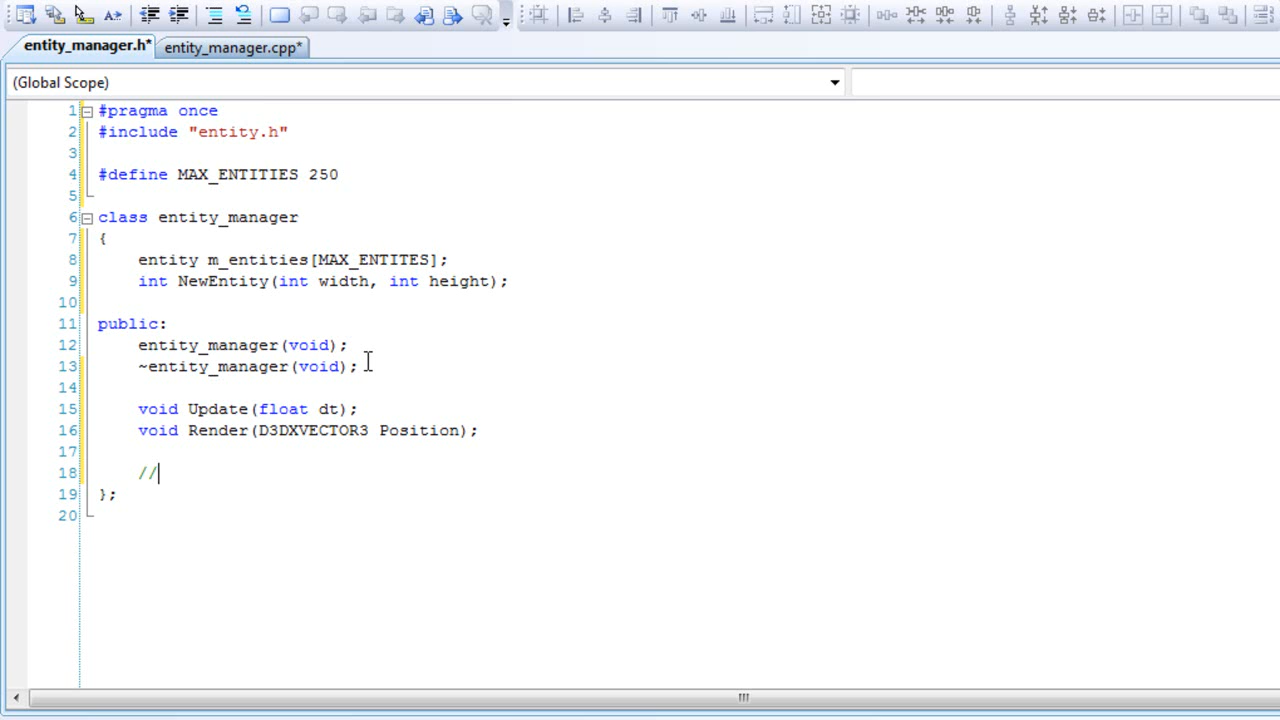 entity_manager.h* entity_manager.cpp*
(Global Scope)
1 #pragma once
2 #include "entity.h"
3
4 #define MAX_ENTITIES 250
5
6 class entity_manager
7 {
8 entity m_entities[MAX_ENTITES];
9 int NewEntity(int width, int height);
10
11 public:
12 entity_manager(void);
13 ~entity_manager(void);
14
15 void Update(float dt);
16 void Render(D3DXVECTOR3 Position);
17
18 //
19 };
20